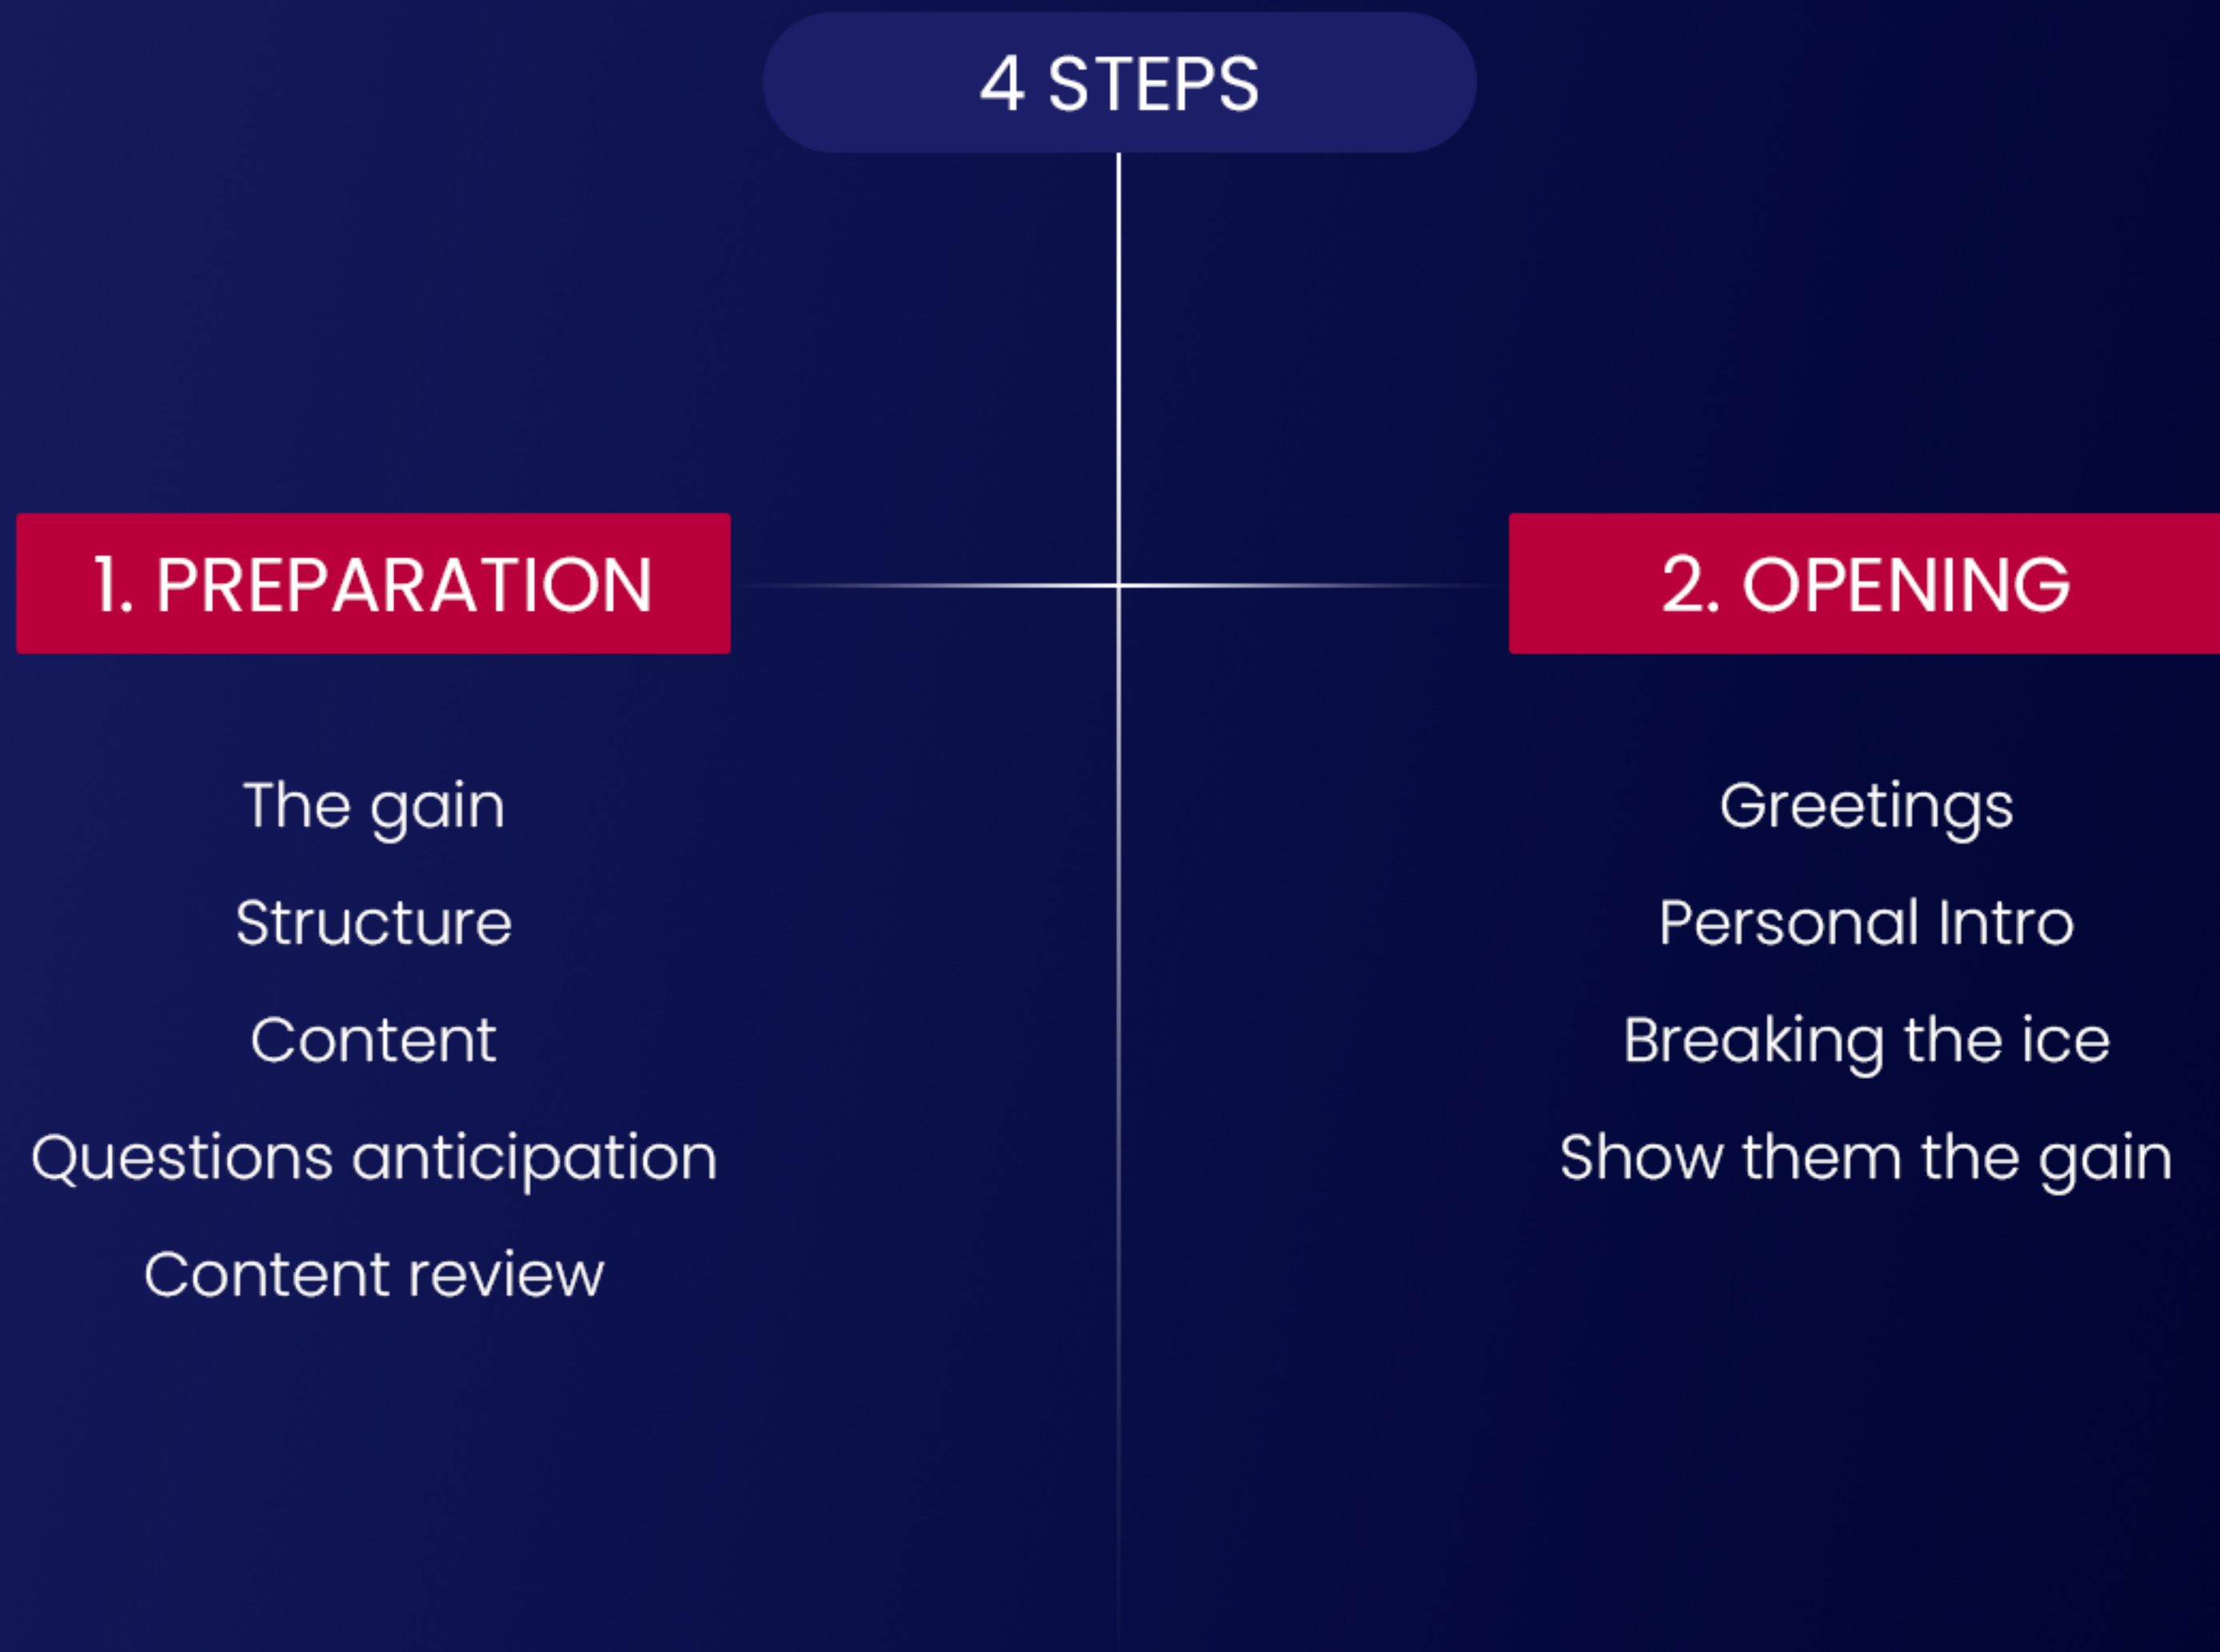 4 STEPS
1. PREPARATION
The gain
Structure
Content
Questions anticipation
Content review
2. OPENING
Greetings
Personal Intro
Breaking the ice
Show them the gain